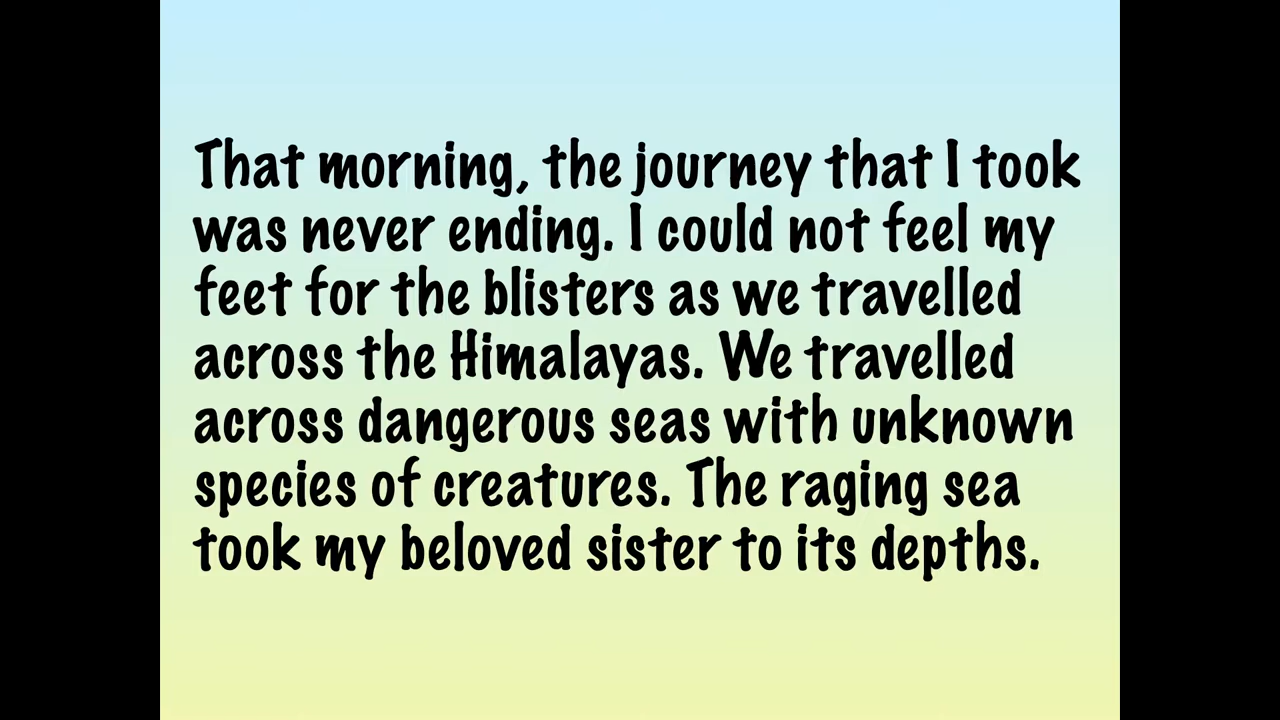 That morning, the journey that I took
was never ending. I could not feel my
feet for the blisters as we travelled
across the Himalayas. We travelled
across dangerous seas with unknown
species of creatures. The raging sea
took my beloved sister to its depths.